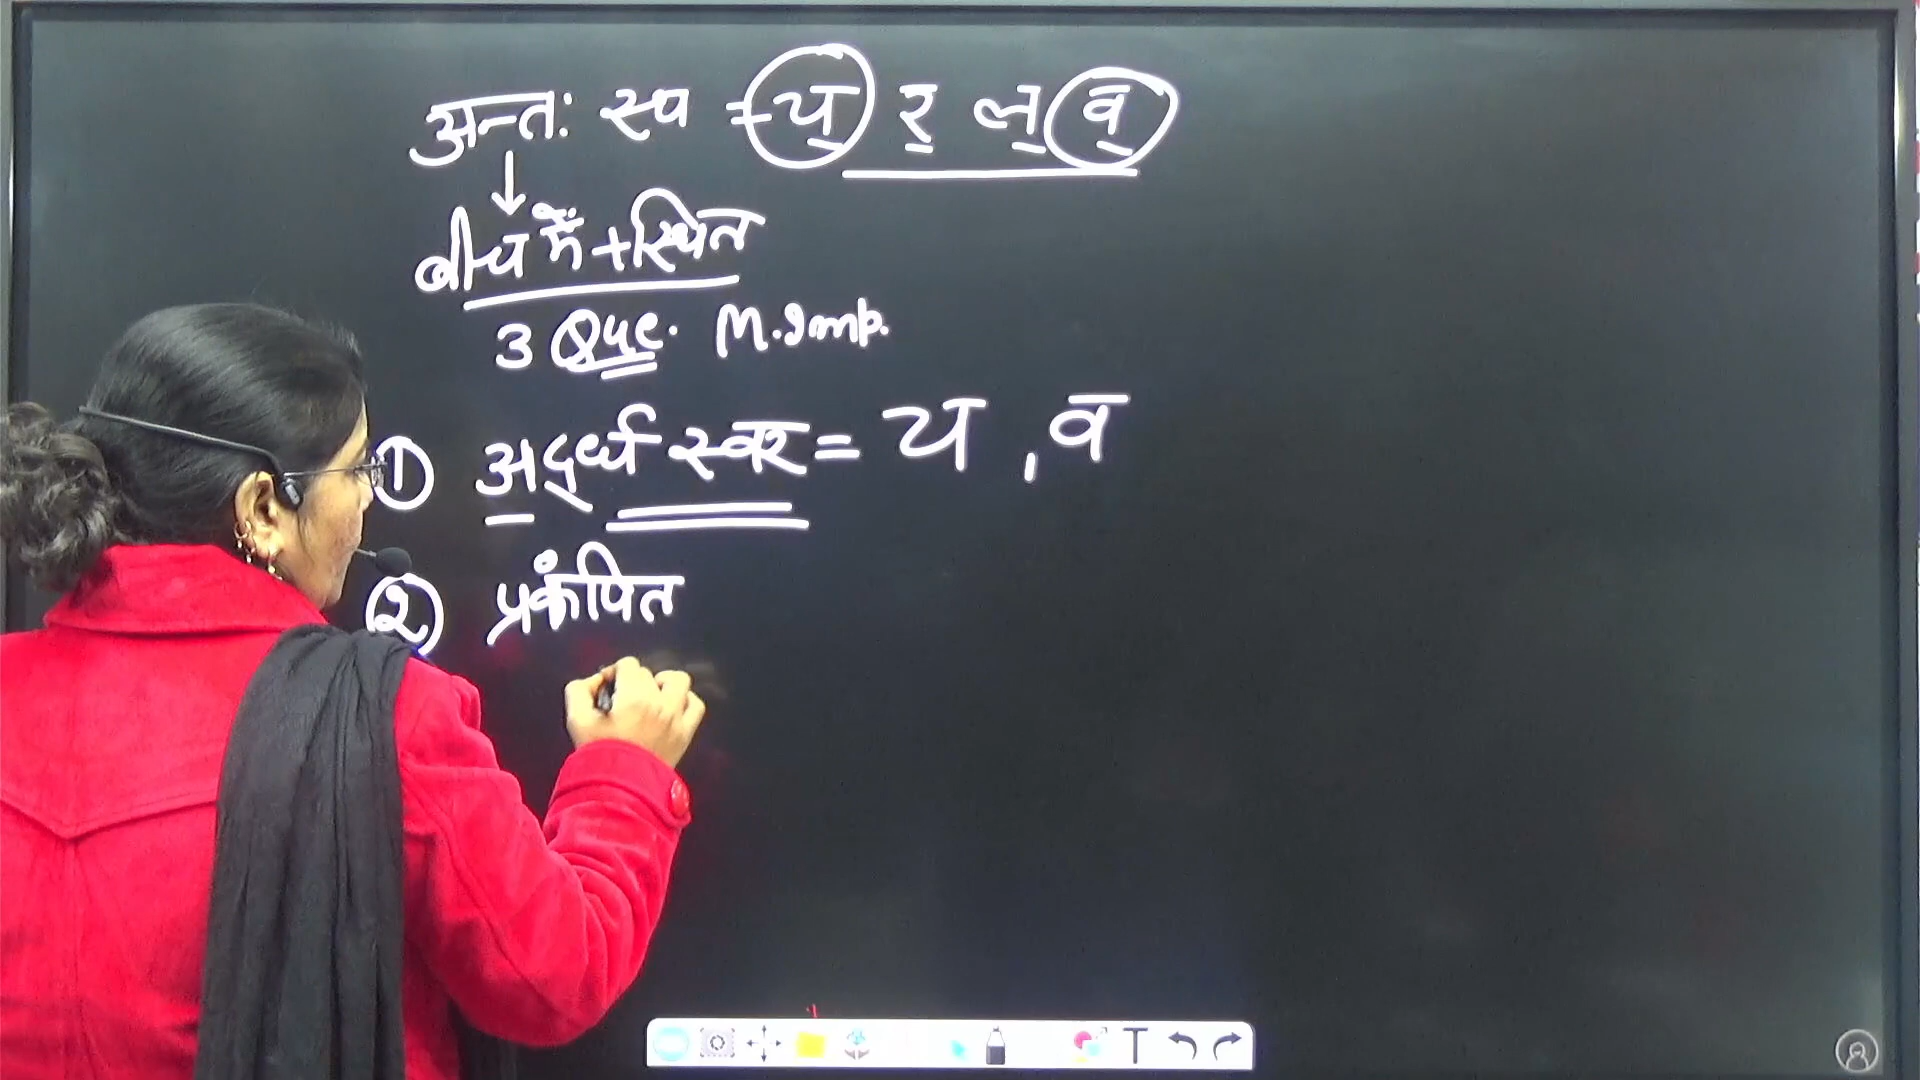 अन्तः स्थ = य् र् ल् व्
बीच में + स्थित
3 Que. M.Imp.
① अर्द्ध स्वर = य , व
② प्रकंपित
T